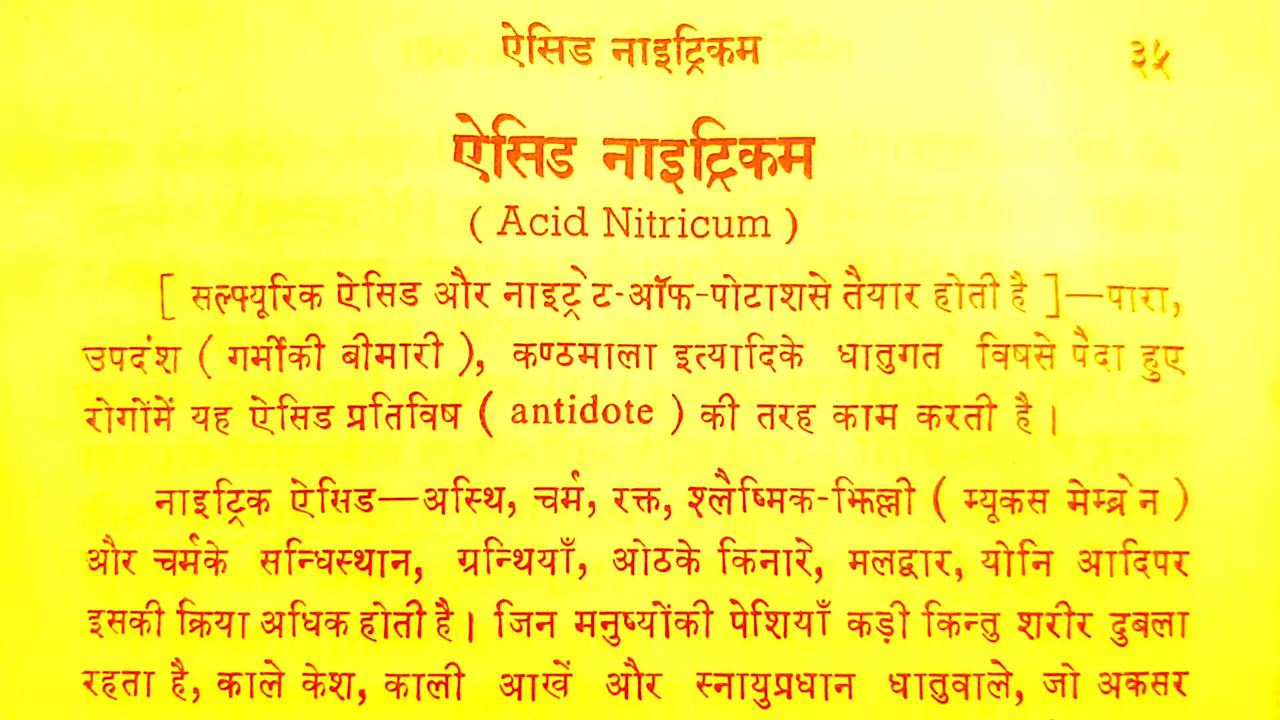 ऐसिड नाइट्रिकम ३५
ऐसिड नाइट्रिकम
( Acid Nitricum )
[ सल्फ्यूरिक ऐसिड और नाइट्रेट-ऑफ-पोटाशसे तैयार होती है ]—पारा,
उपदंश ( गर्मीकी बीमारी ), कण्ठमाला इत्यादिके धातुगत विषसे पैदा हुए
रोगोंमें यह ऐसिड प्रतिविष ( antidote ) की तरह काम करती है।
नाइट्रिक ऐसिड—अस्थि, चर्म, रक्त, श्लैष्मिक-झिल्ली ( म्यूकस मेम्ब्रेन )
और चर्मके सन्धिस्थान, ग्रन्थियाँ, ओठके किनारे, मलद्वार, योनि आदिपर
इसकी क्रिया अधिक होती है। जिन मनुष्योंकी पेशियाँ कड़ी किन्तु शरीर दुबला
रहता है, काले केश, काली आखें और स्नायुप्रधान धातुवाले, जो अकसर